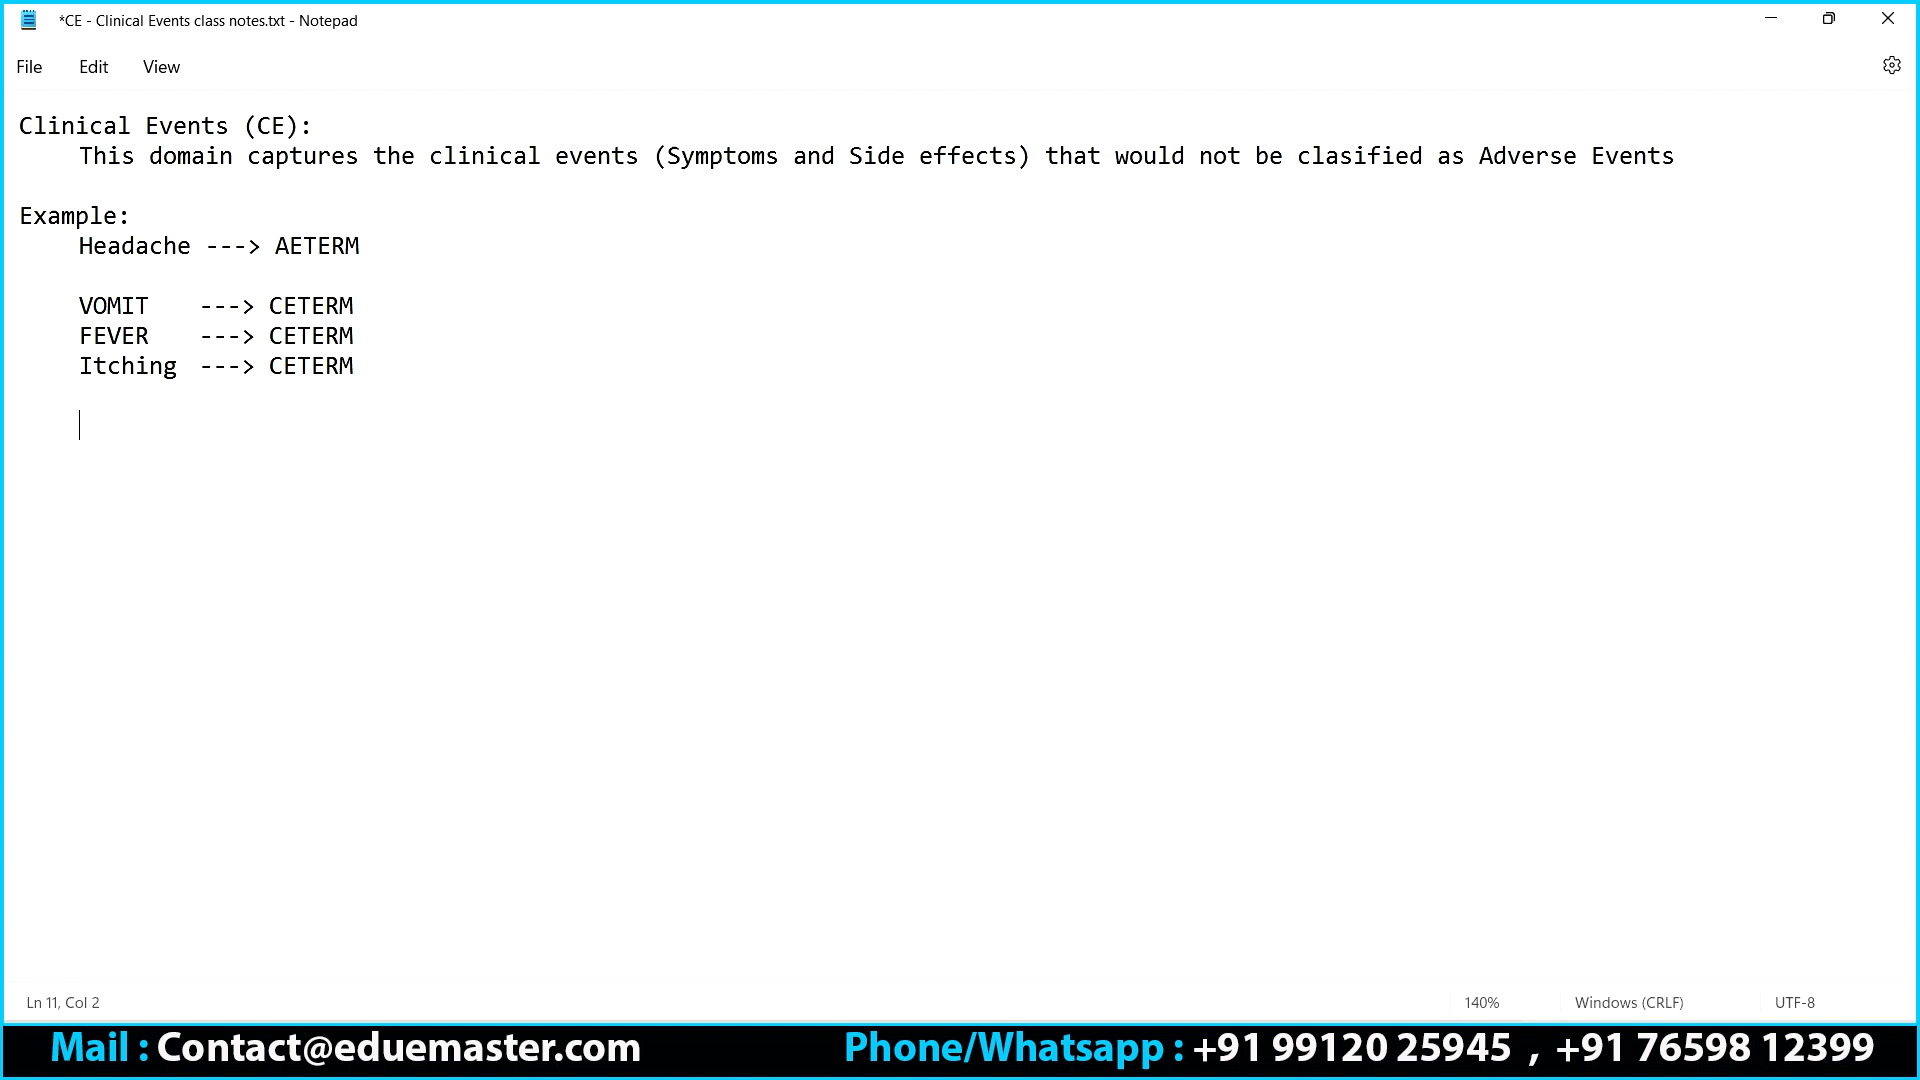 *CE - Clinical Events class notes.txt - Notepad
File Edit View
Clinical Events (CE):
This domain captures the clinical events (Symptoms and Side effects) that would not be clasified as Adverse Events
Example:
Headache ---> AETERM
VOMIT ---> CETERM
FEVER ---> CETERM
Itching ---> CETERM
Ln 11, Col 2 140% Windows (CRLF) UTF-8
Mail : Contact@eduemaster.com Phone/Whatsapp : +91 99120 25945 , +91 76598 12399